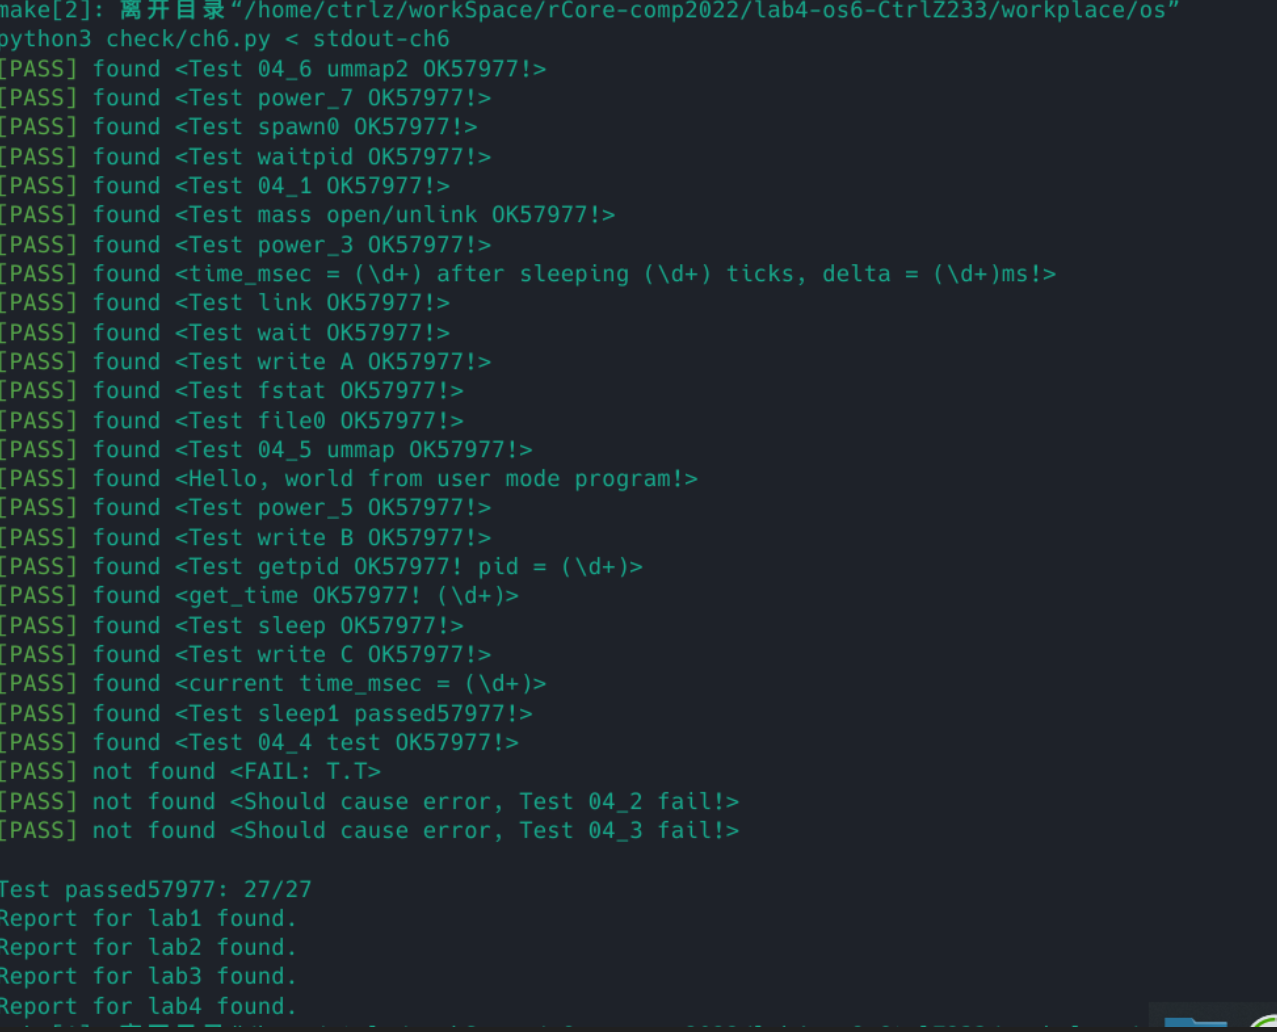 make[2]: 离开目录“/home/ctrlz/workSpace/rCore-comp2022/lab4-os6-CtrlZ233/workplace/os”
python3 check/ch6.py < stdout-ch6
[PASS] found <Test 04_6 ummap2 OK57977!>
[PASS] found <Test power_7 OK57977!>
[PASS] found <Test spawn0 OK57977!>
[PASS] found <Test waitpid OK57977!>
[PASS] found <Test 04_1 OK57977!>
[PASS] found <Test mass open/unlink OK57977!>
[PASS] found <Test power_3 OK57977!>
[PASS] found <time_msec = (\d+) after sleeping (\d+) ticks, delta = (\d+)ms!>
[PASS] found <Test link OK57977!>
[PASS] found <Test wait OK57977!>
[PASS] found <Test write A OK57977!>
[PASS] found <Test fstat OK57977!>
[PASS] found <Test file0 OK57977!>
[PASS] found <Test 04_5 ummap OK57977!>
[PASS] found <Hello, world from user mode program!>
[PASS] found <Test power_5 OK57977!>
[PASS] found <Test write B OK57977!>
[PASS] found <Test getpid OK57977! pid = (\d+)>
[PASS] found <get_time OK57977! (\d+)>
[PASS] found <Test sleep OK57977!>
[PASS] found <Test write C OK57977!>
[PASS] found <current time_msec = (\d+)>
[PASS] found <Test sleep1 passed57977!>
[PASS] found <Test 04_4 test OK57977!>
[PASS] not found <FAIL: T.T>
[PASS] not found <Should cause error, Test 04_2 fail!>
[PASS] not found <Should cause error, Test 04_3 fail!>
Test passed57977: 27/27
Report for lab1 found.
Report for lab2 found.
Report for lab3 found.
Report for lab4 found.